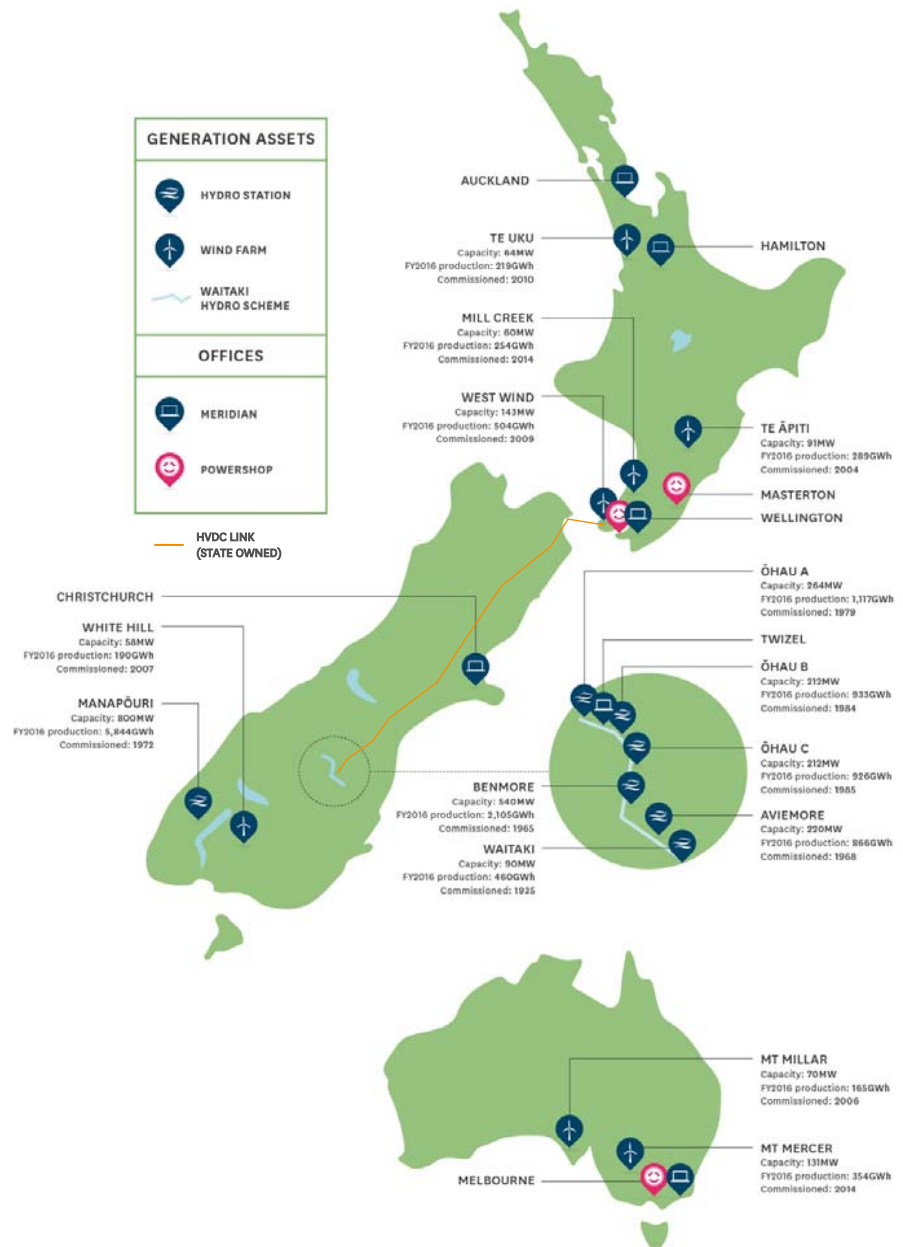 GENERATION ASSETS
HYDRO STATION
WIND FARM
WAITAKI
HYDRO SCHEME
OFFICES
MERIDIAN
POWERSHOP
HVDC LINK
(STATE OWNED)
AUCKLAND
TE UKU
Capacity: 64MW
FY2016 production: 219GWh
Commissioned: 2010
HAMILTON
MILL CREEK
Capacity: 60MW
FY2016 production: 254GWh
Commissioned: 2014
WEST WIND
Capacity: 143MW
FY2016 production: 504GWh
Commissioned: 2009
TE ĀPITI
Capacity: 91MW
FY2016 production: 289GWh
Commissioned: 2004
MASTERTON
WELLINGTON
CHRISTCHURCH
WHITE HILL
Capacity: 58MW
FY2016 production: 190GWh
Commissioned: 2007
MANAPŌURI
Capacity: 800MW
FY2016 production: 5,844GWh
Commissioned: 1972
ŌHAU A
Capacity: 264MW
FY2016 production: 1,117GWh
Commissioned: 1979
TWIZEL
ŌHAU B
Capacity: 212MW
FY2016 production: 933GWh
Commissioned: 1984
ŌHAU C
Capacity: 212MW
FY2016 production: 926GWh
Commissioned: 1985
BENMORE
Capacity: 540MW
FY2016 production: 2,105GWh
Commissioned: 1965
AVIEMORE
Capacity: 220MW
FY2016 production: 866GWh
Commissioned: 1968
WAITAKI
Capacity: 90MW
FY2016 production: 460GWh
Commissioned: 1935
MT MILLAR
Capacity: 70MW
FY2016 production: 165GWh
Commissioned: 2006
MT MERCER
Capacity: 131MW
FY2016 production: 354GWh
Commissioned: 2014
MELBOURNE